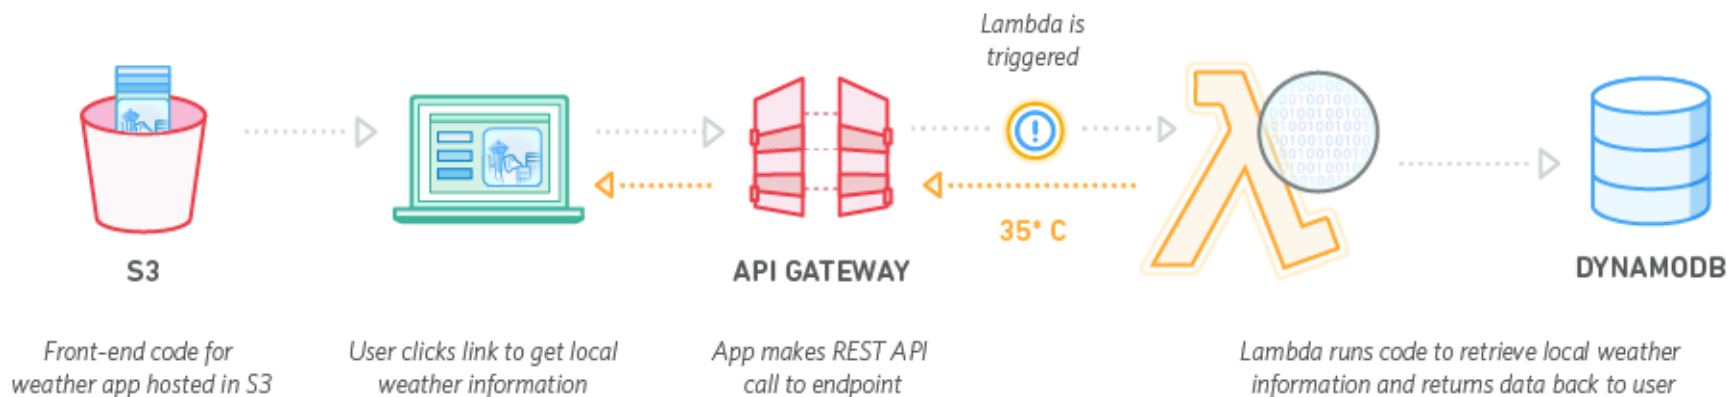 Lambda is
triggered
35* C
S3
API GATEWAY
DYNAMODB
Front-end code for
weather app hosted in S3
User clicks link to get local
weather information
App makes REST API
call to endpoint
Lambda runs code to retrieve local weather
information and returns data back to user